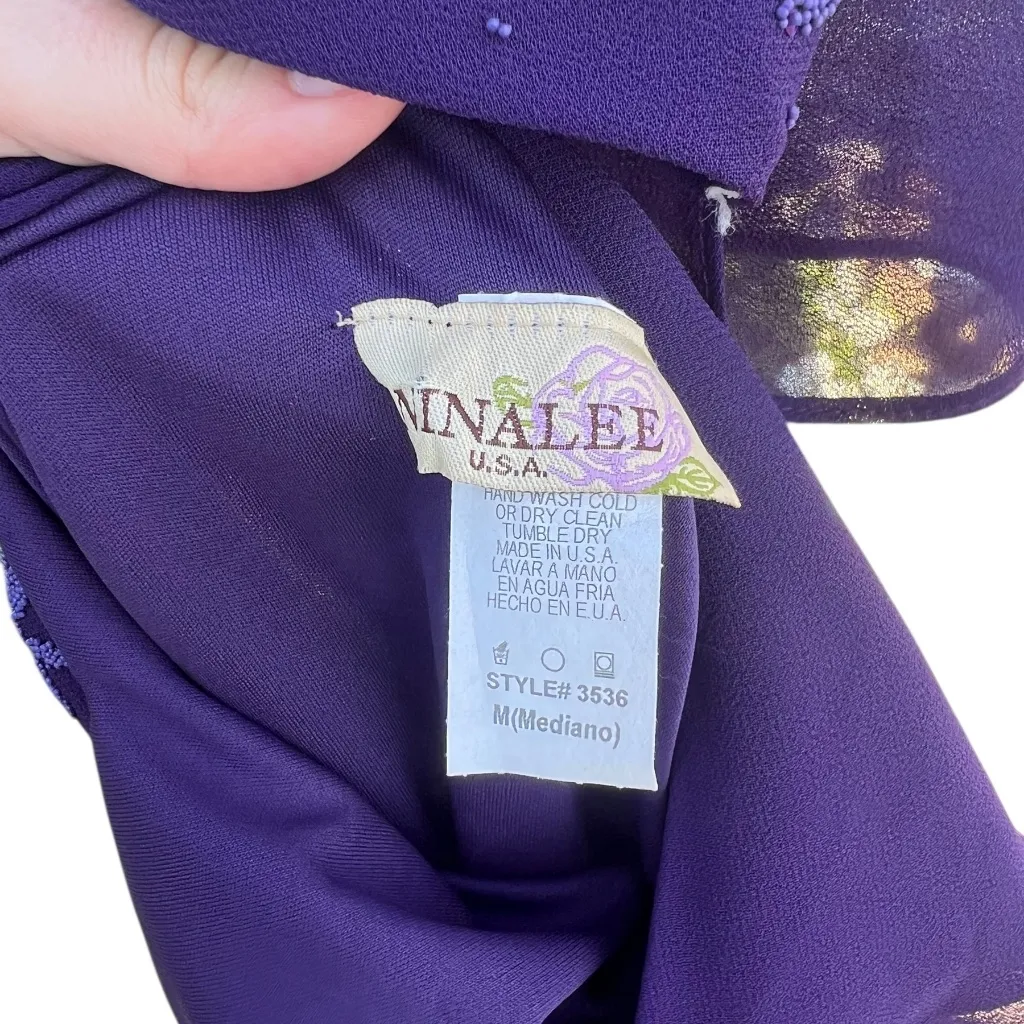 NINALEE
U.S.A.
HAND WASH COLD
OR DRY CLEAN
TUMBLE DRY
MADE IN U.S.A.
LAVAR A MANO
EN AGUA FRIA
HECHO EN E.U.A.
STYLE# 3536
M(Mediano)